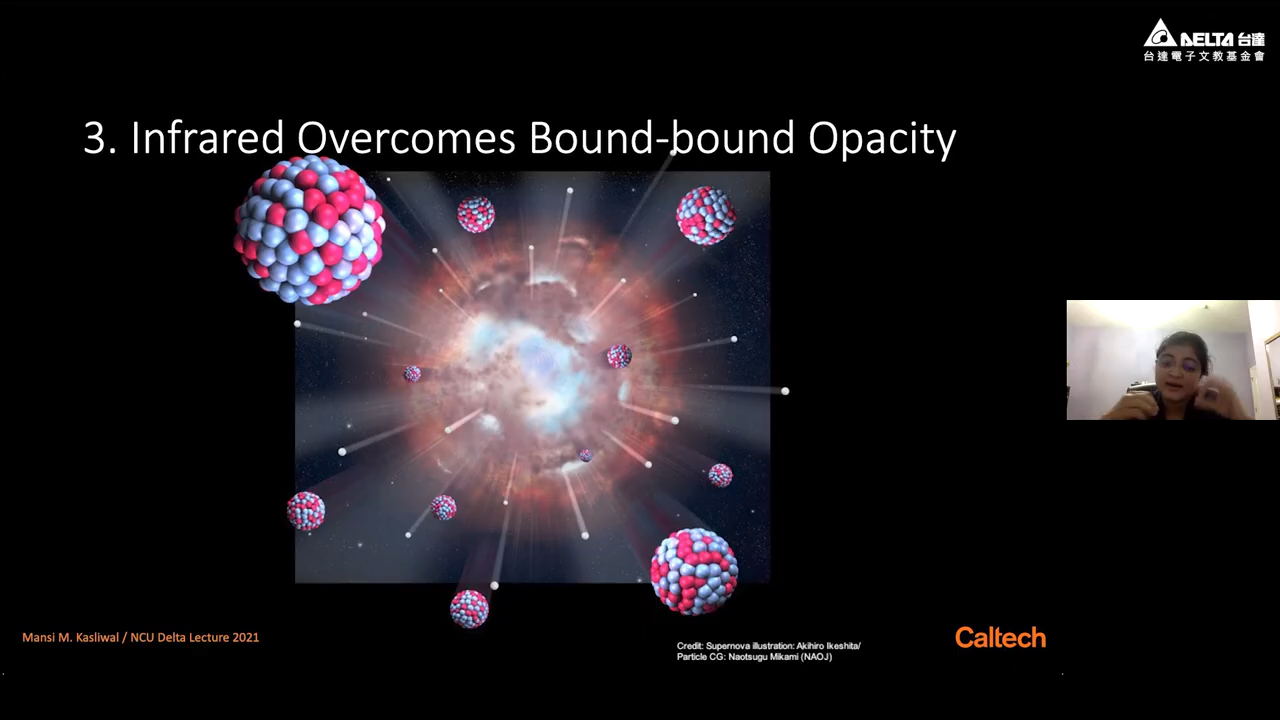 DELTA 台達
台達電子文教基金會
3. Infrared Overcomes Bound-bound Opacity
Mansi M. Kasliwal / NCU Delta Lecture 2021
Credit: Supernova illustration: Akihiro Ikeshita/
Particle CG: Naotsugu Mikami (NAOJ)
Caltech